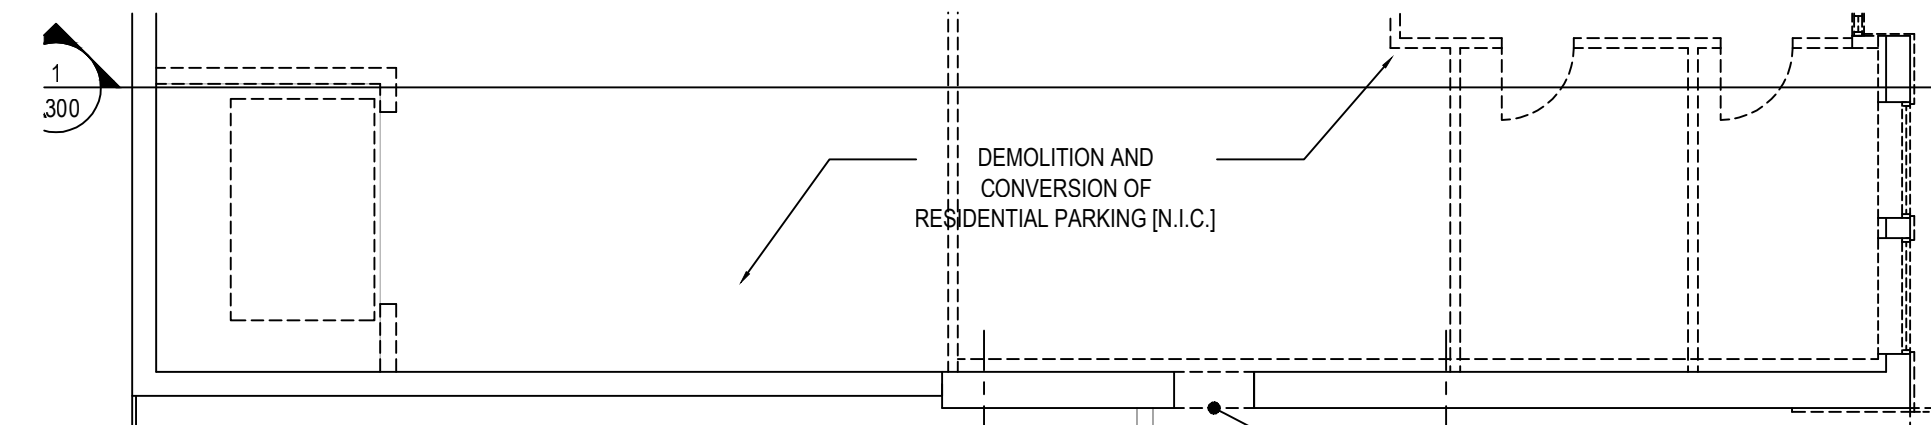 1
300
DEMOLITION AND
CONVERSION OF
RESIDENTIAL PARKING [N.I.C.]